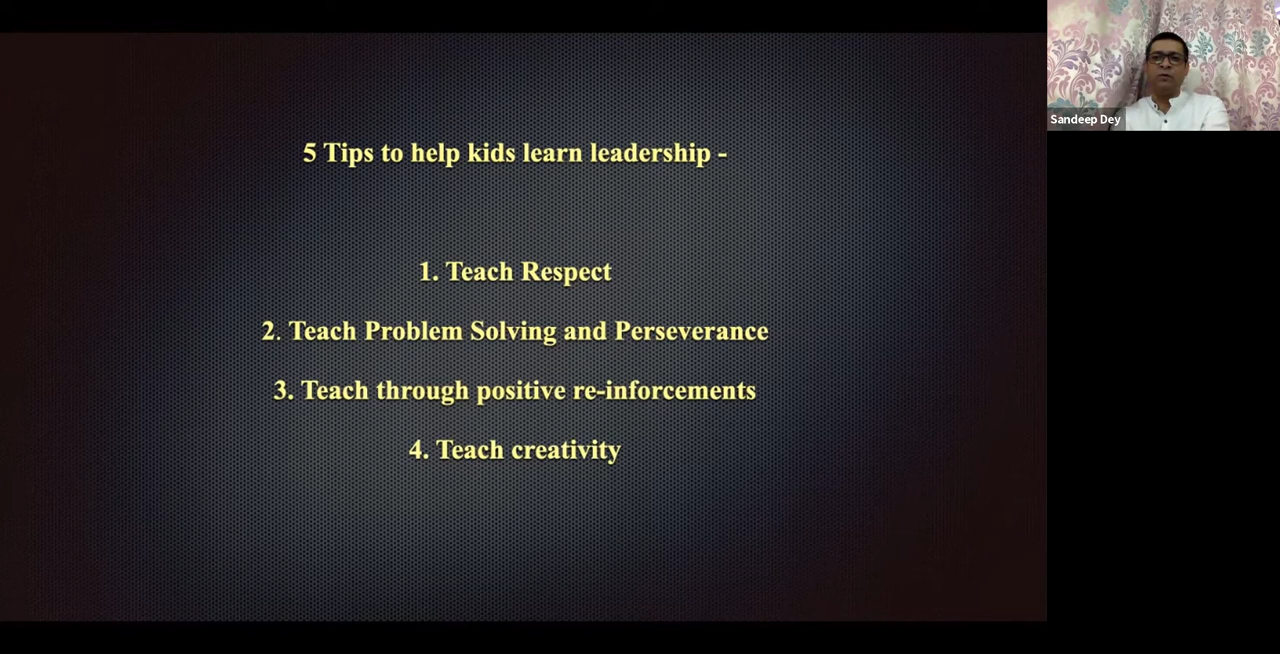 5 Tips to help kids learn leadership -
1. Teach Respect
2. Teach Problem Solving and Perseverance
3. Teach through positive re-inforcements
4. Teach creativity
Sandeep Dey